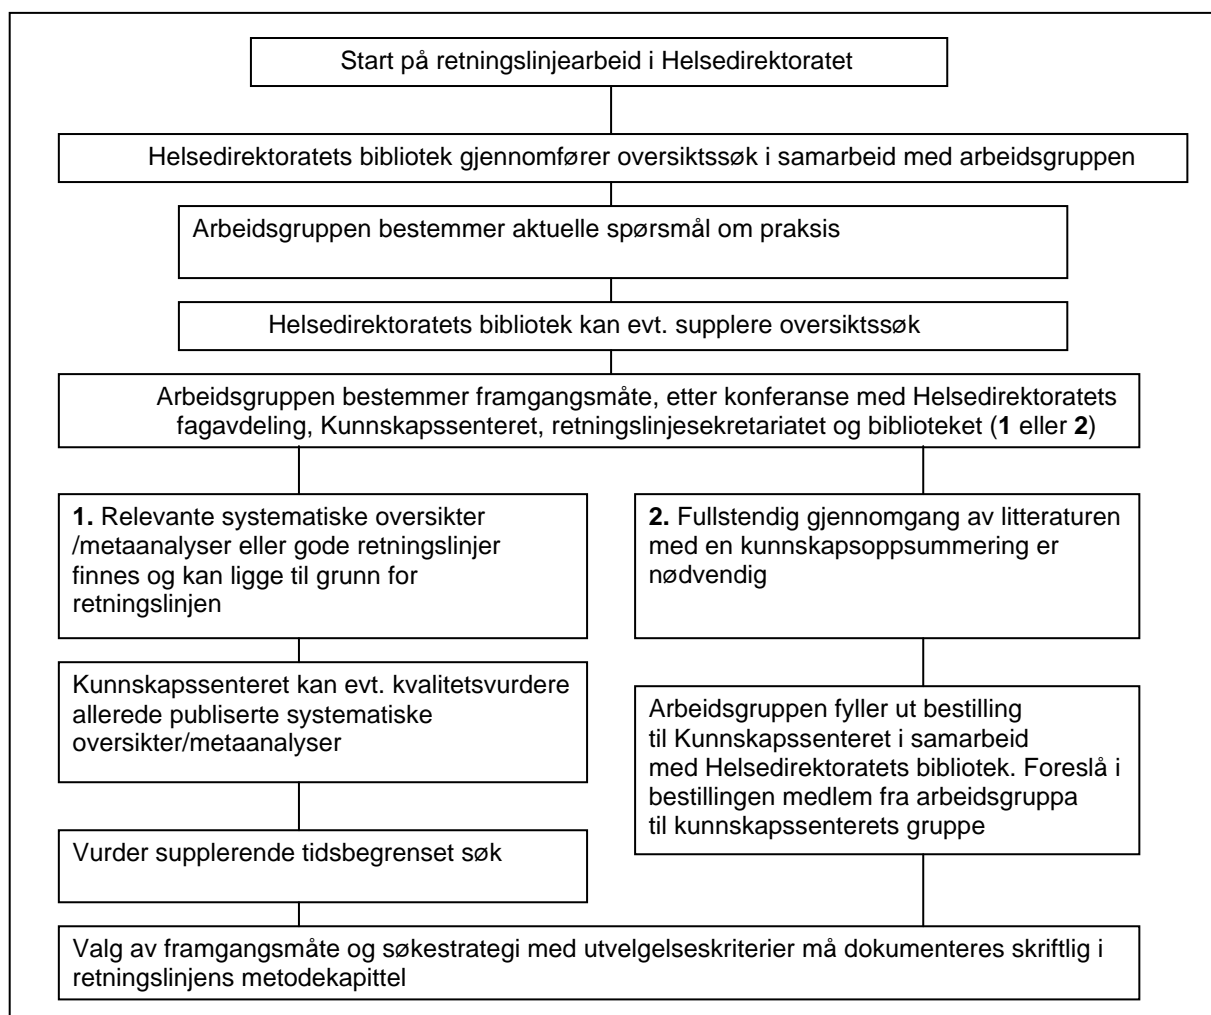 Start på retningslinjearbeid i Helsedirektoratet
Helsedirektoratets bibliotek gjennomfører oversiktssøk i samarbeid med arbeidsgruppen
Arbeidsgruppen bestemmer aktuelle spørsmål om praksis
Helsedirektoratets bibliotek kan evt. supplere oversiktssøk
Arbeidsgruppen bestemmer framgangsmåte, etter konferanse med Helsedirektoratets
fagavdeling, Kunnskapssenteret, retningslinjesekretariatet og biblioteket (1 eller 2)
1. Relevante systematiske oversikter
/metaanalyser eller gode retningslinjer
finnes og kan ligge til grunn for
retningslinjen
Kunnskapssenteret kan evt. kvalitetsvurdere
allerede publiserte systematiske
oversikter/metaanalyser
Vurder supplerende tidsbegrenset søk
2. Fullstendig gjennomgang av litteraturen
med en kunnskapsoppsummering er
nødvendig
Arbeidsgruppen fyller ut bestilling
til Kunnskapssenteret i samarbeid
med Helsedirektoratets bibliotek. Foreslå i
bestillingen medlem fra arbeidsgruppa
til kunnskapssenterets gruppe
Valg av framgangsmåte og søkestrategi med utvelgelseskriterier må dokumenteres skriftlig i
retningslinjens metodekapittel